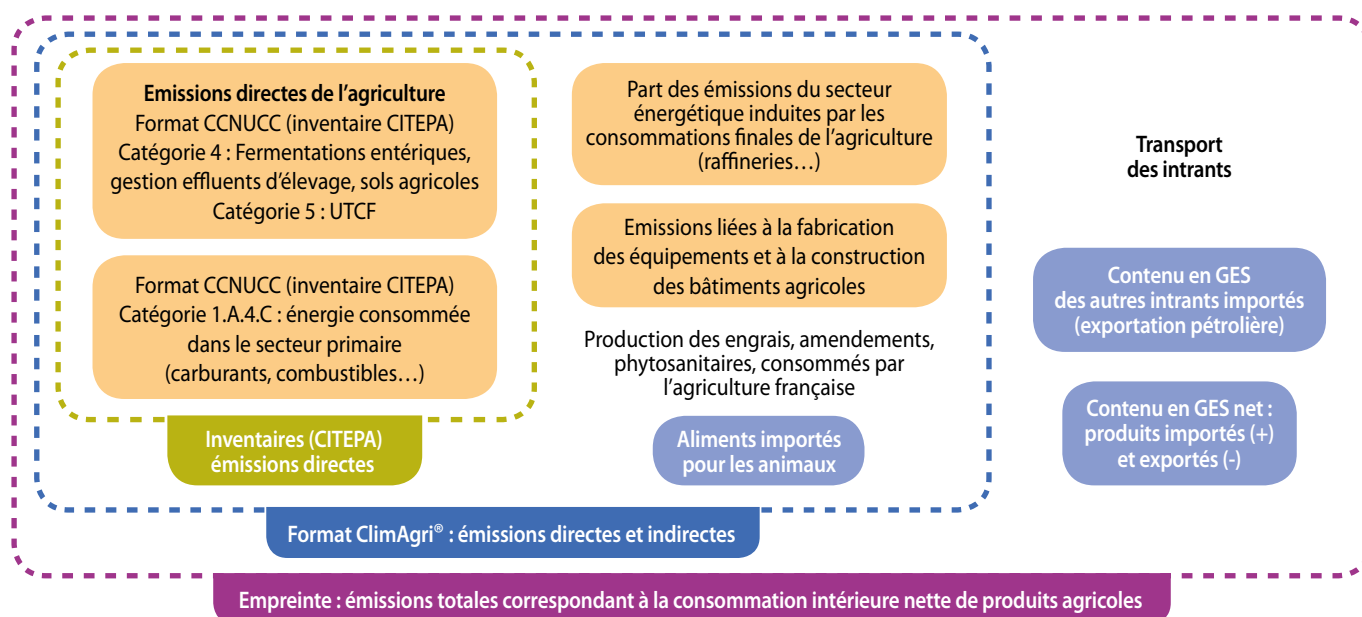 Emissions directes de l'agriculture
Format CCNUCC (inventaire CITEPA)
Catégorie 4 : Fermentations entériques,
gestion effluents d'élevage, sols agricoles
Catégorie 5 : UTCF
Format CCNUCC (inventaire CITEPA)
Catégorie 1.A.4.C : énergie consommée
dans le secteur primaire
(carburants, combustibles…)
Inventaires (CITEPA)
émissions directes
Part des émissions du secteur
énergétique induites par les
consommations finales de l'agriculture
(raffineries…)
Emissions liées à la fabrication
des équipements et à la construction
des bâtiments agricoles
Production des engrais, amendements,
phytosanitaires, consommés par
l'agriculture française
Aliments importés
pour les animaux
Format ClimAgri® : émissions directes et indirectes
Transport
des intrants
Contenu en GES
des autres intrants importés
(exportation pétrolière)
Contenu en GES net :
produits importés (+)
et exportés (-)
Empreinte : émissions totales correspondant à la consommation intérieure nette de produits agricoles